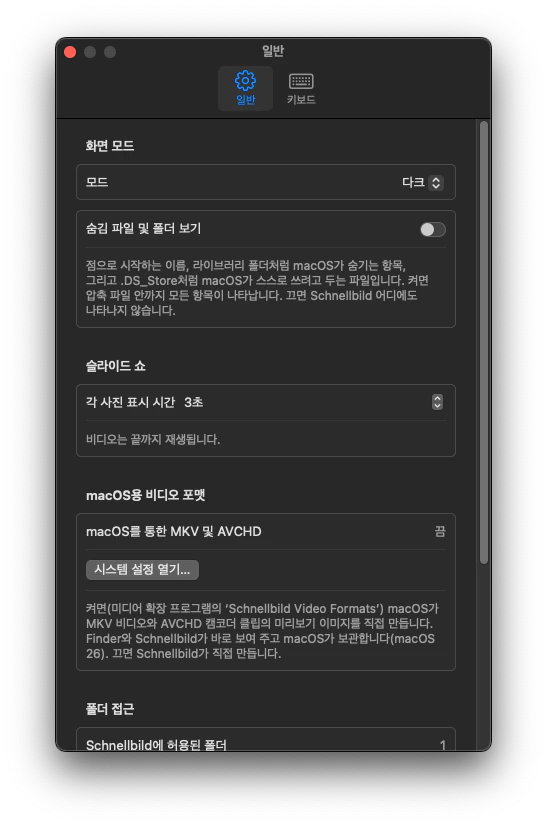 일반
일반
키보드
화면 모드
모드
다크
숨김 파일 및 폴더 보기
점으로 시작하는 이름, 라이브러리 폴더처럼 macOS가 숨기는 항목,
그리고 .DS_Store처럼 macOS가 스스로 쓰려고 두는 파일입니다. 켜면
압축 파일 안까지 모든 항목이 나타납니다. 끄면 Schnellbild 어디에도
나타나지 않습니다.
슬라이드 쇼
각 사진 표시 시간 3초
비디오는 끝까지 재생됩니다.
macOS용 비디오 포맷
macOS를 통한 MKV 및 AVCHD
끔
시스템 설정 열기...
켜면(미디어 확장 프로그램의 ‘Schnellbild Video Formats’) macOS가
MKV 비디오와 AVCHD 캠코더 클립의 미리보기 이미지를 직접 만듭니다.
Finder와 Schnellbild가 바로 보여 주고 macOS가 보관합니다(macOS
26). 끄면 Schnellbild가 직접 만듭니다.
폴더 접근
Schnellbild에 허용된 폴더
1